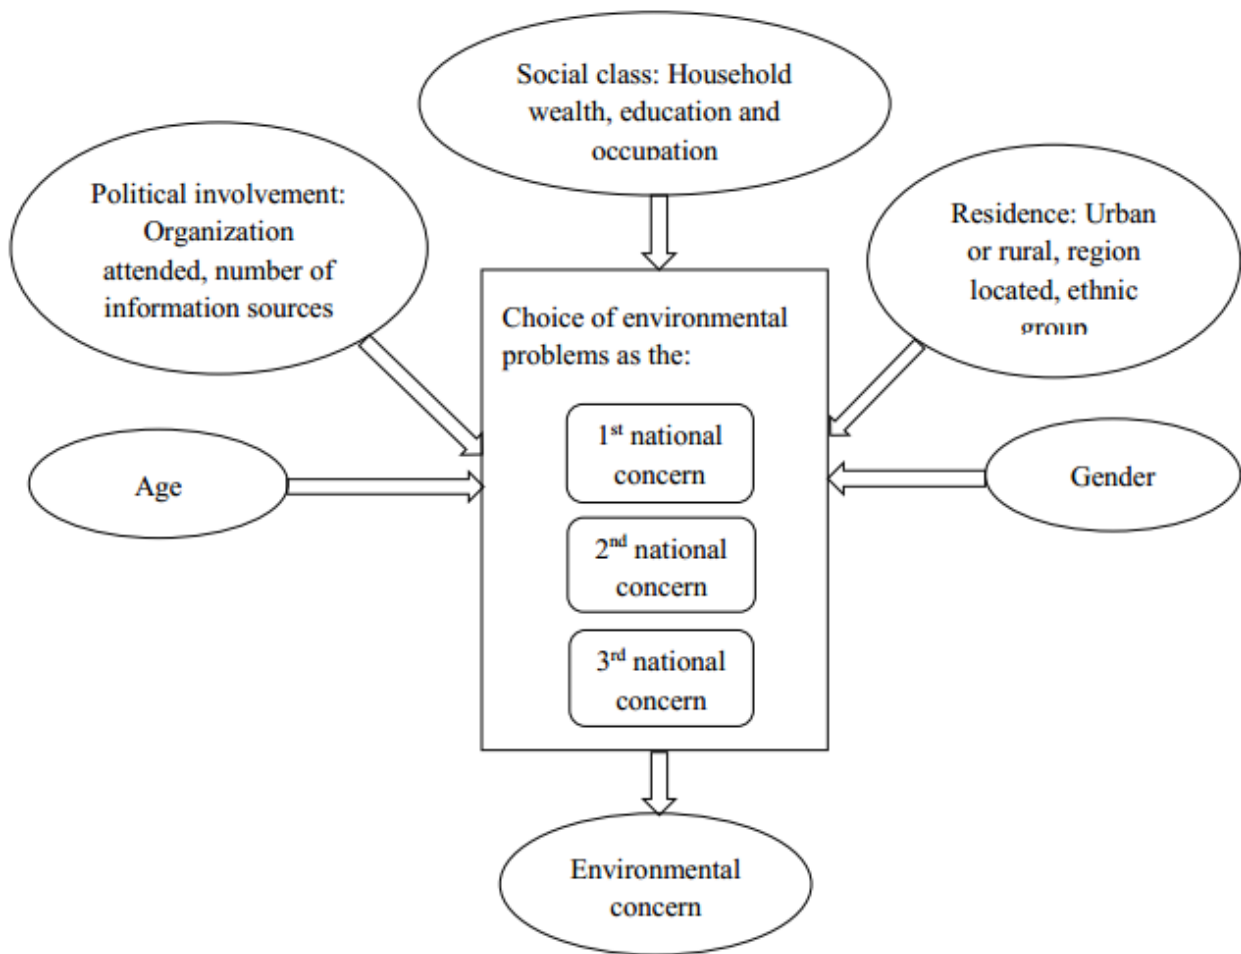 Social class: Household
wealth, education and
occupation
Political involvement:
Organization
attended, number of
information sources
Residence: Urban
or rural, region
located, ethnic
group
Choice of environmental
problems as the:
1st national
concern
Age
Gender
2nd national
concern
3rd national
concern
Environmental
concern